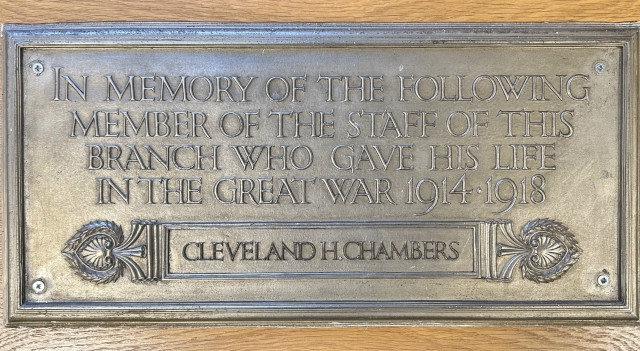 IN MEMORY OF THE FOLLOWING
MEMBER OF THE STAFF OF THIS
BRANCH WHO GAVE HIS LIFE
IN THE GREAT WAR 1914·1918
CLEVELAND H. CHAMBERS